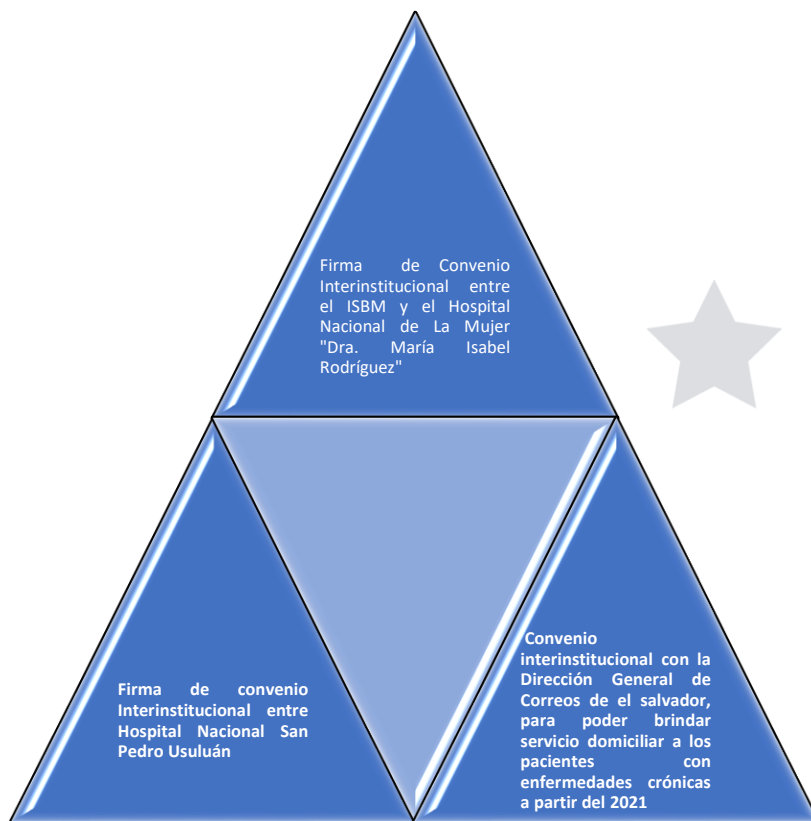 Firma de Convenio
Interinstitucional entre
el ISBM y el Hospital
Nacional de La Mujer
"Dra. María Isabel
Rodríguez"
Firma de convenio
Interinstitucional entre
Hospital Nacional San
Pedro Usuluán
Convenio
interinstitucional con la
Dirección General de
Correos de el salvador,
para poder brindar
servicio domiciliar a los
pacientes con
enfermedades crónicas
a partir del 2021